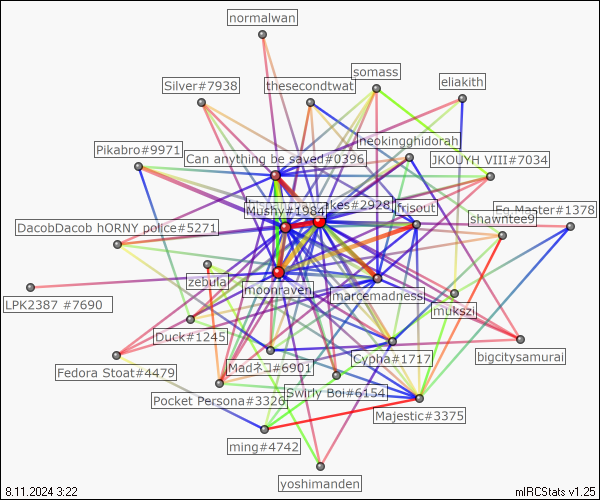 normalwan
Silver#7938
thesecondtwat
somass
eliakith
Pikabro#9971
neokingghidorah
Can anything be saved#0396
JKOUYH VIII#7034
Mushy#1984
akes#2928
frisout
Eg Master#1378
shawntee9
DacobDacob hORNY police#5271
zebula
moonraven
marcemadness
LPK2387 #7690
mukszi
Duck#1245
Cypha#1717
bigcitysamurai
Fedora Stoat#4479
Madネコ#6901
Swirly Boi#6154
Pocket Persona#3320
Majestic#3375
ming#4742
yoshimanden
8.11.2024 3:22
mIRCStats v1.25